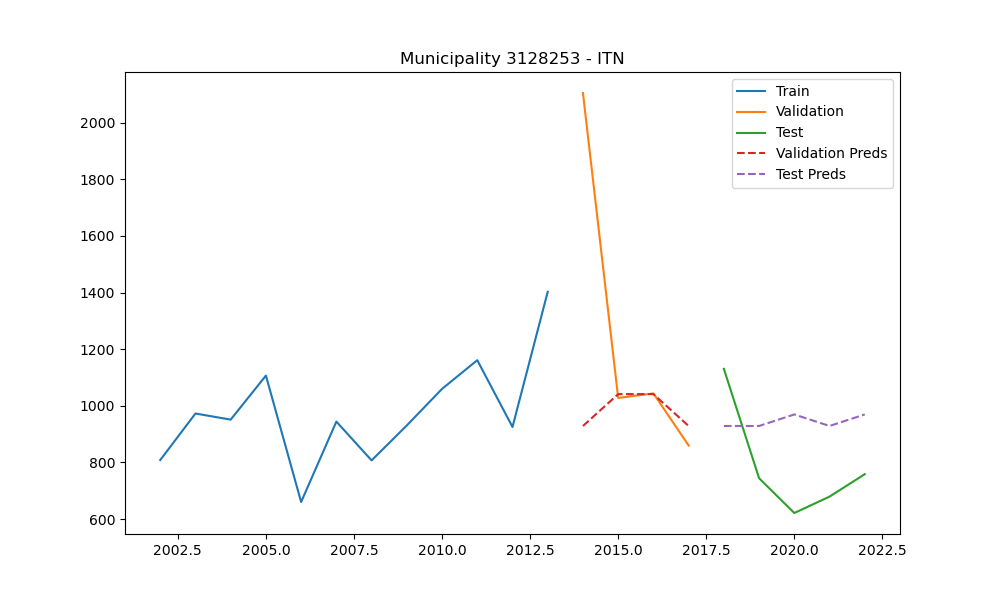 Municipality 3128253 - ITN
Train
Validation
Test
Validation Preds
Test Preds
2000
1800
1600
1400
1200
1000
800
600
2002.5 2005.0 2007.5 2010.0 2012.5 2015.0 2017.5 2020.0 2022.5